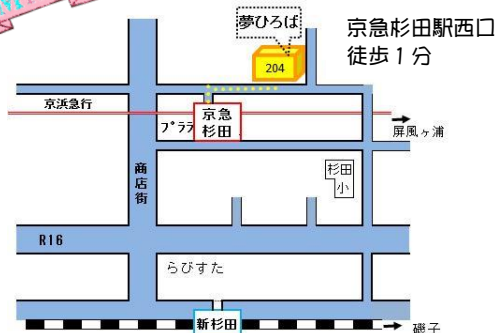 夢ひろば
京急杉田駅西口
徒歩1分
204
京浜急行
プララ
京急
杉田
屏風ヶ浦
商店街
杉田
小
R16
らびすた
新杉田
磯子